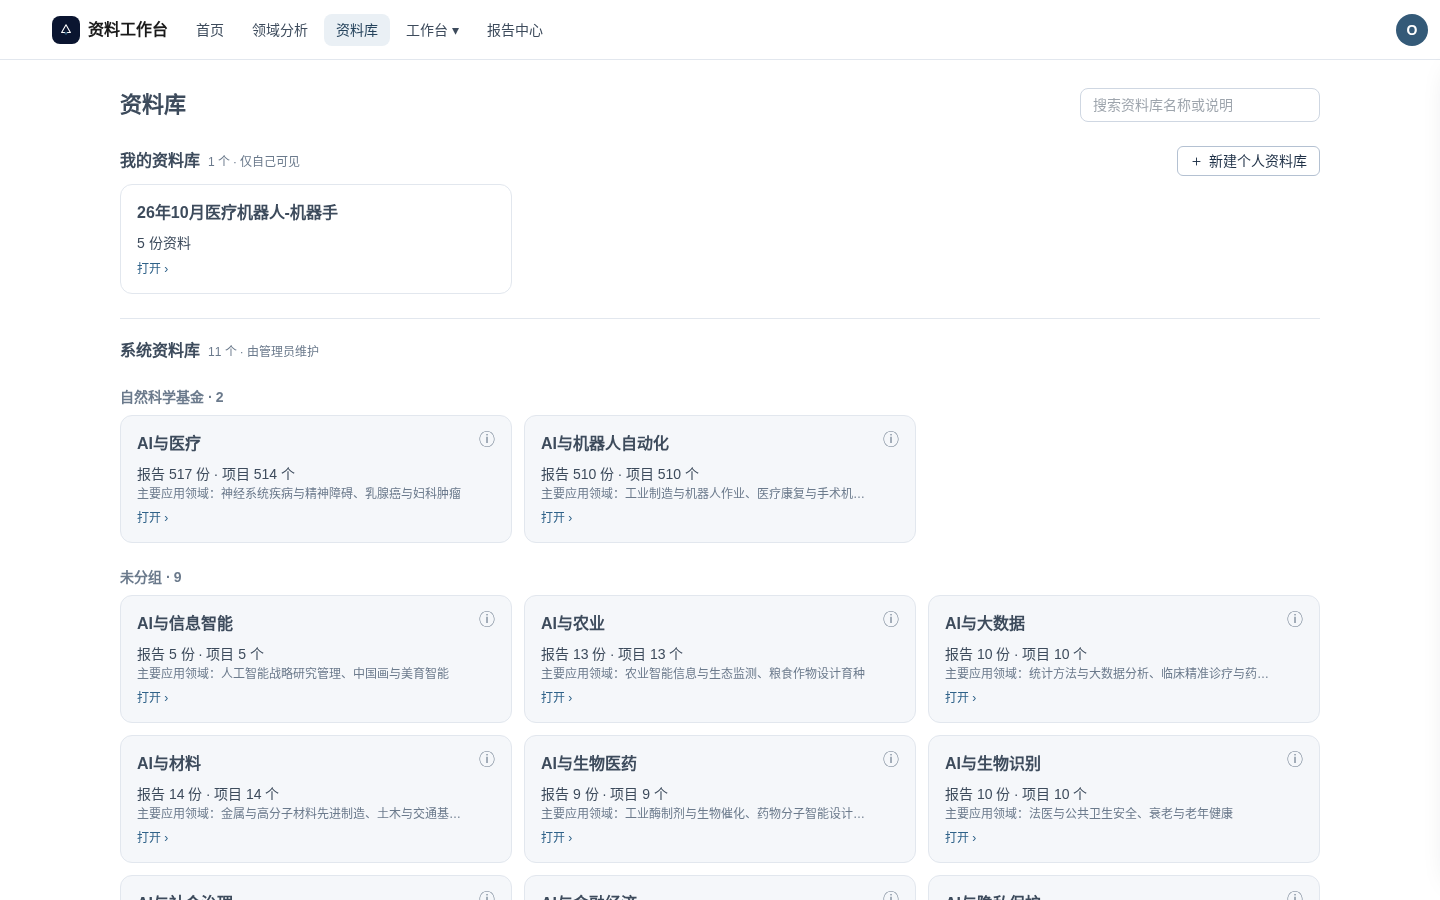 资料工作台 首页 领域分析 资料库 工作台 ▾ 报告中心 O
资料库 搜索资料库名称或说明
我的资料库 1 个 · 仅自己可见 ＋ 新建个人资料库
26年10月医疗机器人-机器手
5 份资料
打开 ›
系统资料库 11 个 · 由管理员维护
自然科学基金 · 2
AI与医疗
报告 517 份 · 项目 514 个
主要应用领域：神经系统疾病与精神障碍、乳腺癌与妇科肿瘤
打开 ›
AI与机器人自动化
报告 510 份 · 项目 510 个
主要应用领域：工业制造与机器人作业、医疗康复与手术机…
打开 ›
未分组 · 9
AI与信息智能
报告 5 份 · 项目 5 个
主要应用领域：人工智能战略研究管理、中国画与美育智能
打开 ›
AI与农业
报告 13 份 · 项目 13 个
主要应用领域：农业智能信息与生态监测、粮食作物设计育种
打开 ›
AI与大数据
报告 10 份 · 项目 10 个
主要应用领域：统计方法与大数据分析、临床精准诊疗与药…
打开 ›
AI与材料
报告 14 份 · 项目 14 个
主要应用领域：金属与高分子材料先进制造、土木与交通基…
打开 ›
AI与生物医药
报告 9 份 · 项目 9 个
主要应用领域：工业酶制剂与生物催化、药物分子智能设计…
打开 ›
AI与生物识别
报告 10 份 · 项目 10 个
主要应用领域：法医与公共卫生安全、衰老与老年健康
打开 ›
AI与社会治理
AI与金融经济
AI与隐私保护